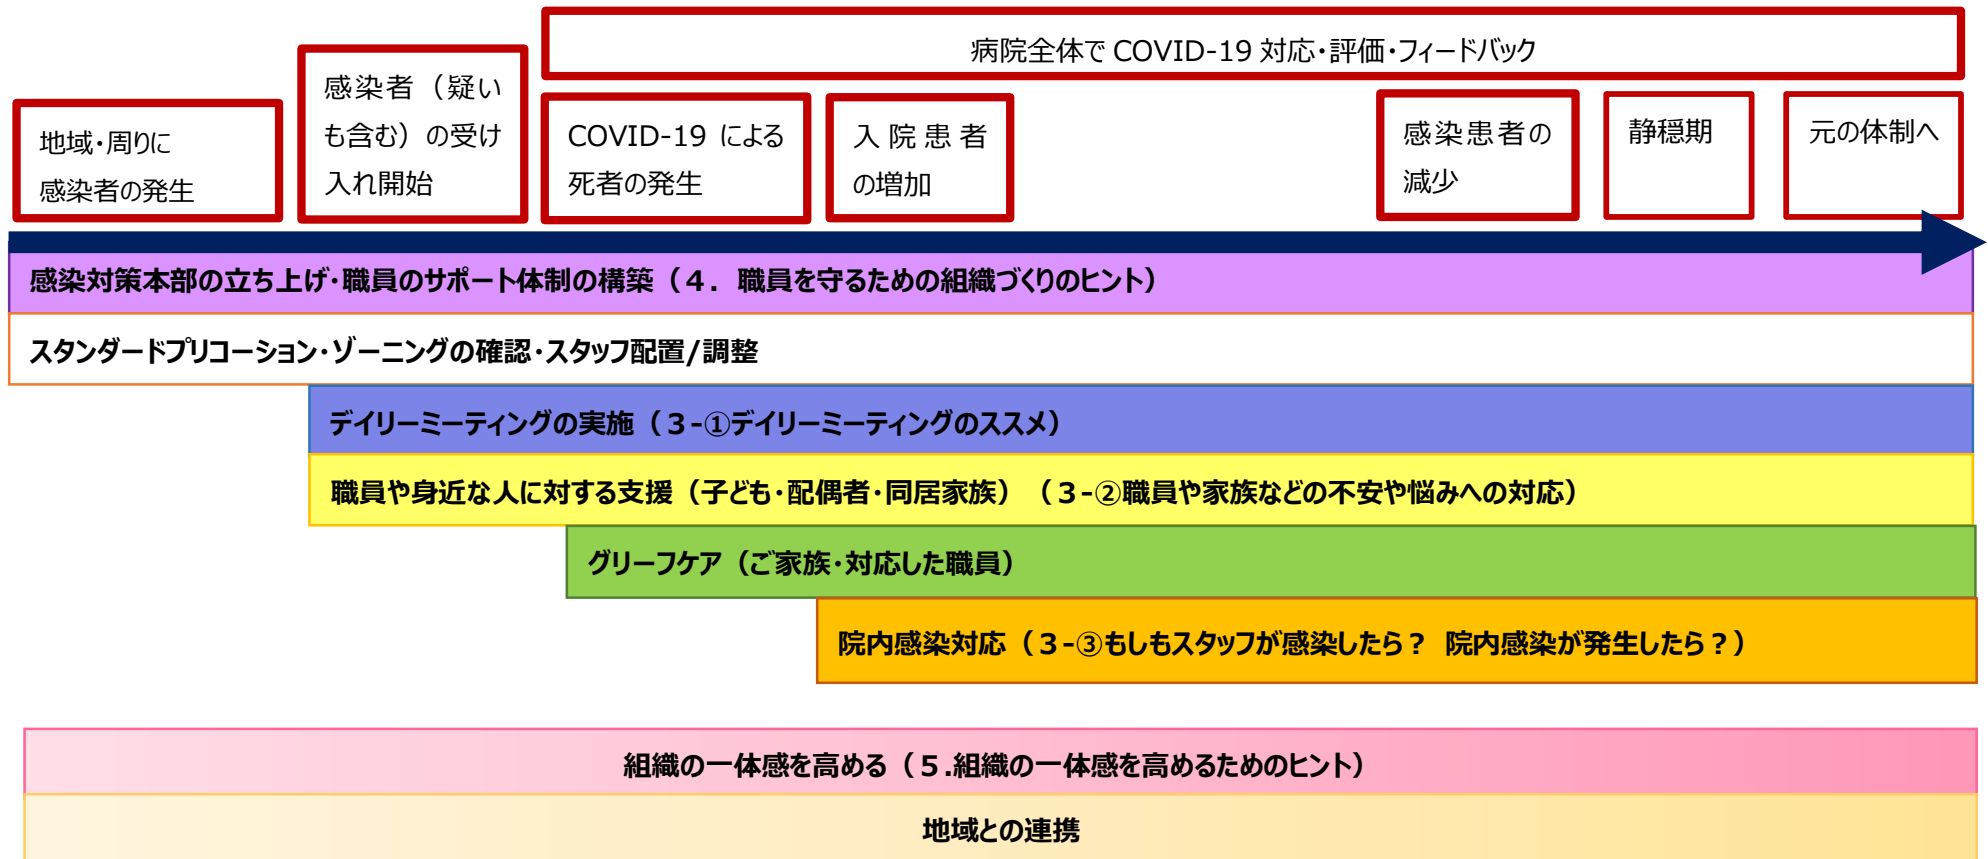 病院全体で COVID-19 対応・評価・フィードバック
地域・周りに
感染者の発生
感染者（疑い
も含む）の受け
入れ開始
COVID-19 による
死者の発生
入院患者
の増加
感染患者の
減少
静穏期
元の体制へ
感染対策本部の立ち上げ・職員のサポート体制の構築（４．職員を守るための組織づくりのヒント）
スタンダードプリコーション・ゾーニングの確認・スタッフ配置/調整
デイリーミーティングの実施（３-①デイリーミーティングのススメ）
職員や身近な人に対する支援（子ども・配偶者・同居家族）（３-②職員や家族などの不安や悩みへの対応）
グリーフケア（ご家族・対応した職員）
院内感染対応（３-③もしもスタッフが感染したら？ 院内感染が発生したら？）
組織の一体感を高める（５.組織の一体感を高めるためのヒント）
地域との連携